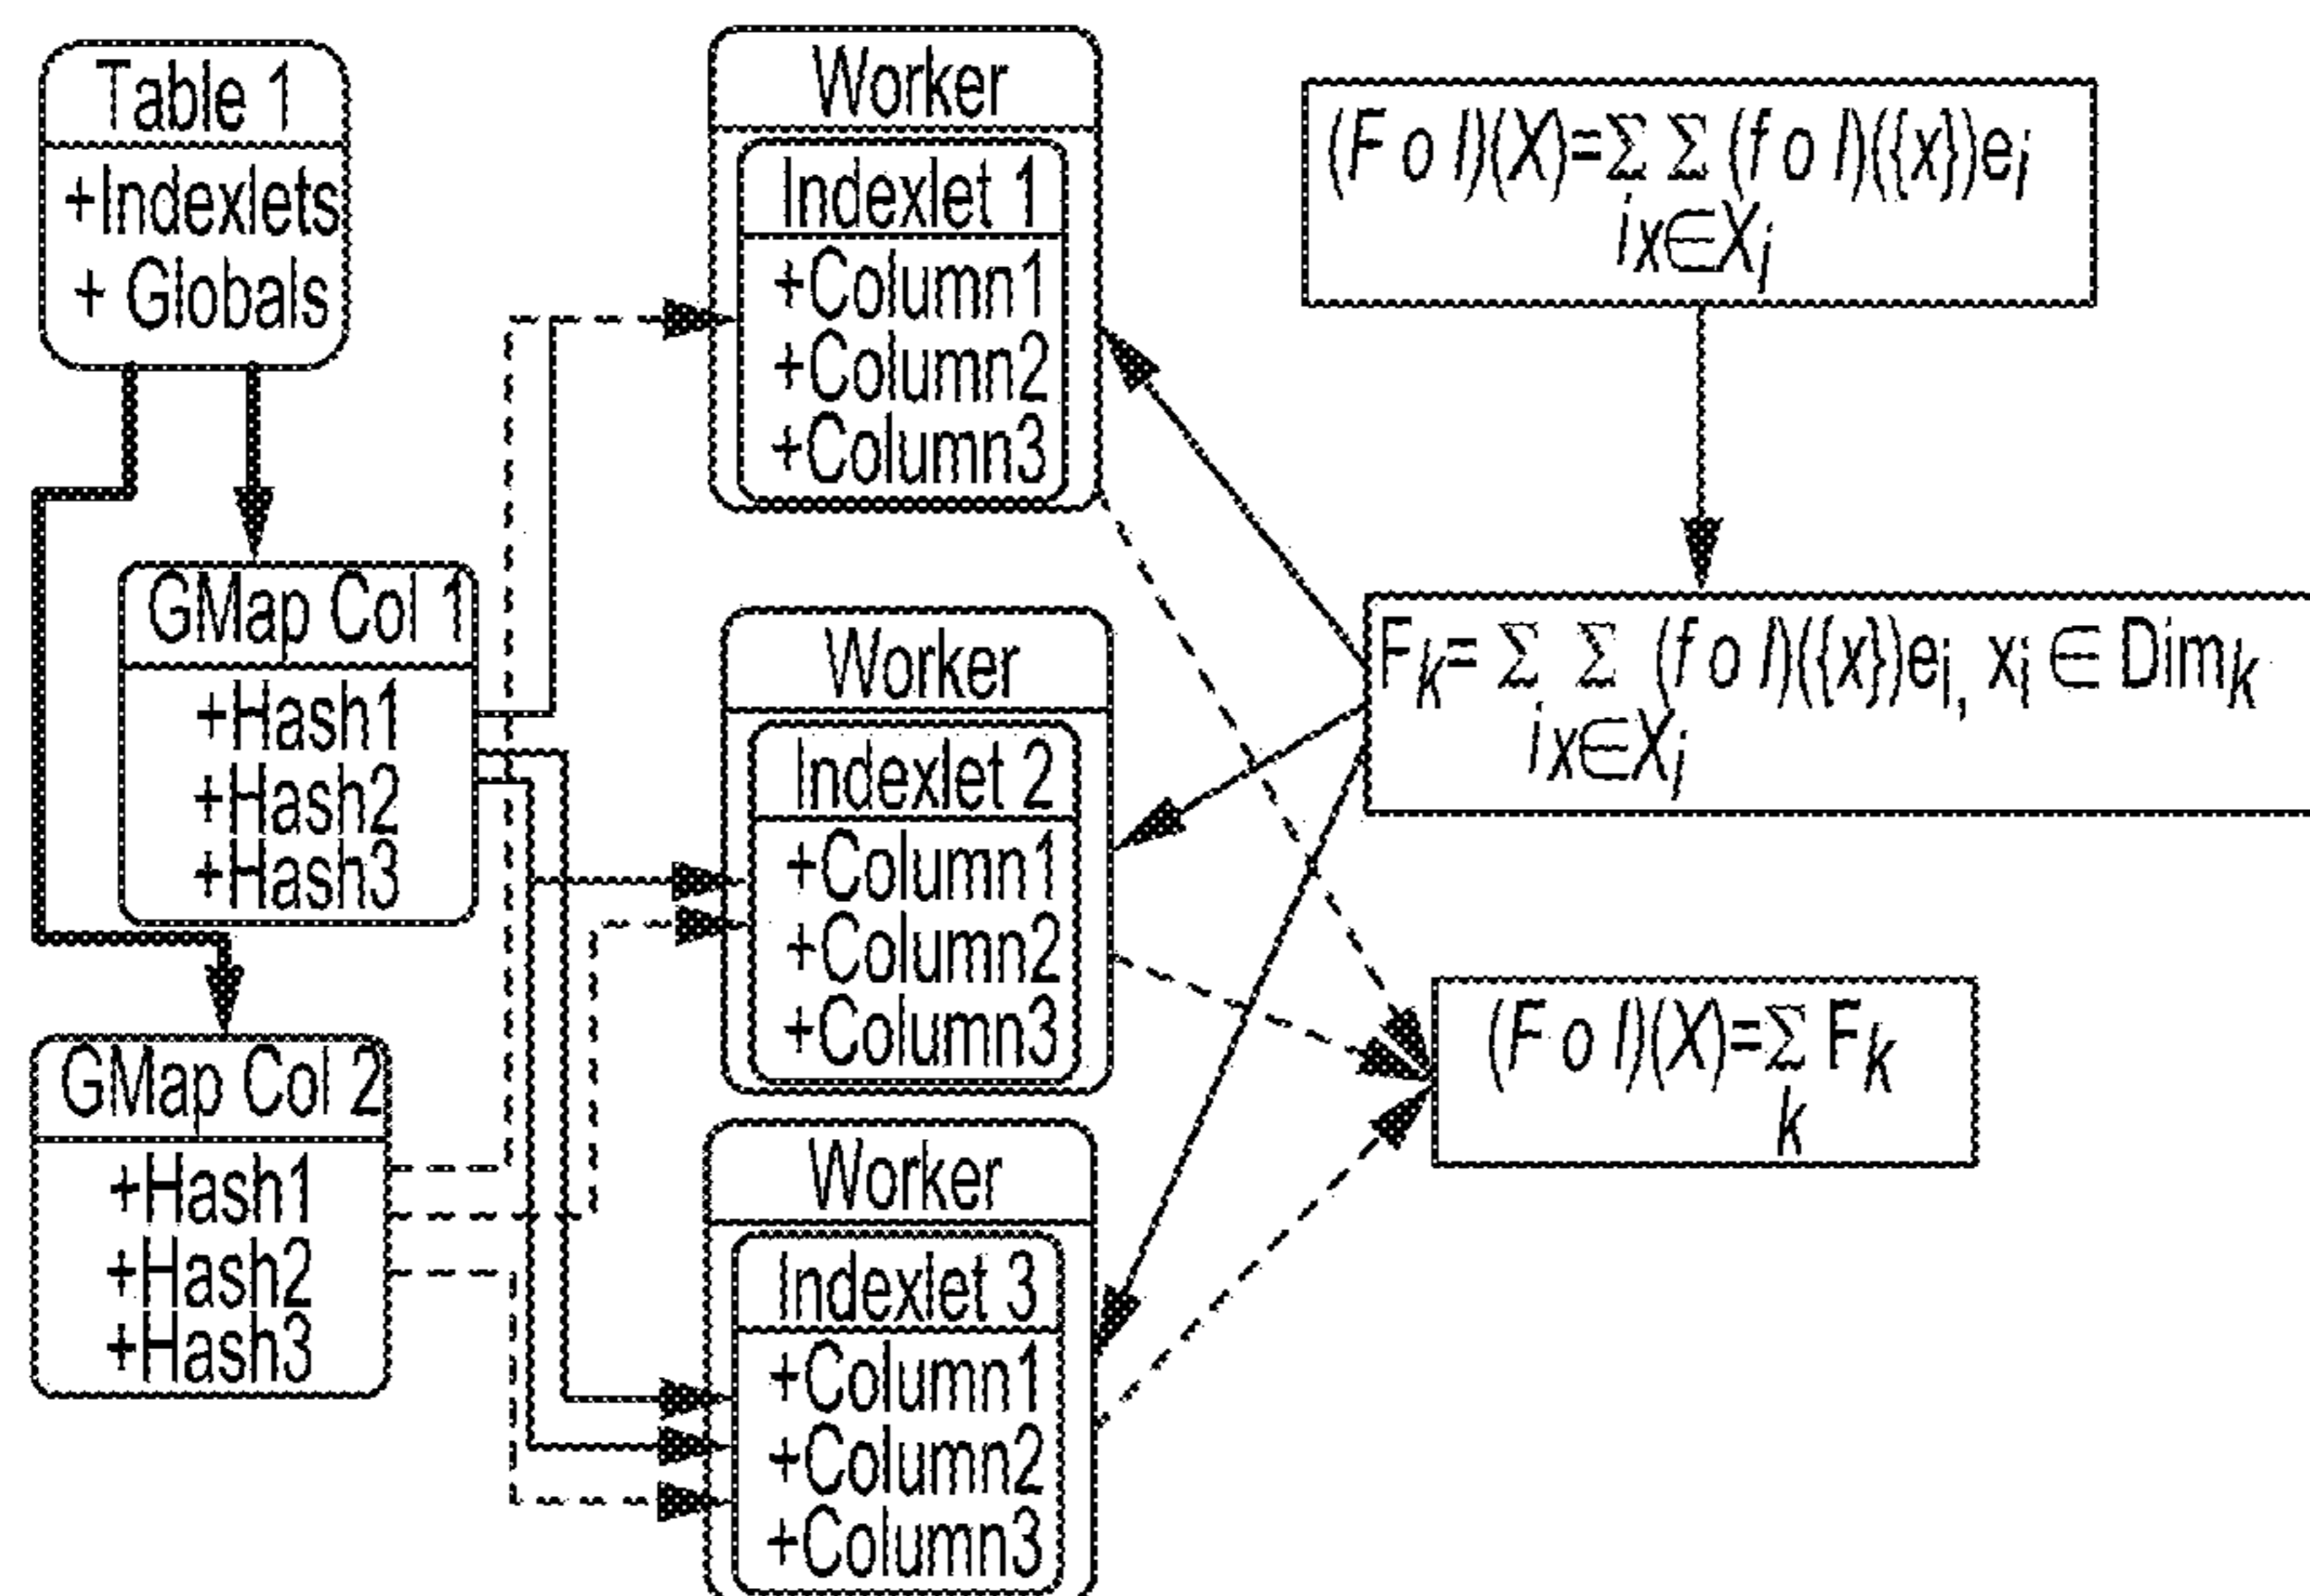 Table 1
+Indexlets
+ Globals
GMap Col 1
+Hash1
+Hash2
+Hash3
GMap Col 2
+Hash1
+Hash2
+Hash3
Worker
Indexlet 1
+Column1
+Column2
+Column3
Worker
Indexlet 2
+Column1
+Column2
+Column3
Worker
Indexlet 3
+Column1
+Column2
+Column3
(F o I)(X)=Σ Σ (f o I)({x})ei
ix∈Xi
Fk= Σ Σ (f o I)({x})ei, xi ∈ Dimk
ix∈Xi
(F o I)(X)=Σ Fk
k